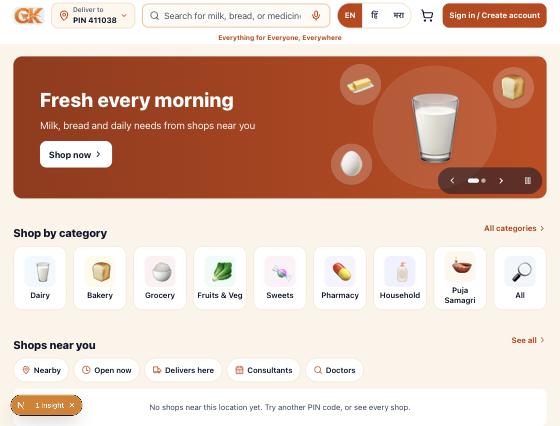 GK
Deliver to
PIN 411038
Search for milk, bread, or medicin
EN
हिं
मरा
Sign in / Create account
Everything for Everyone, Everywhere
Fresh every morning
Milk, bread and daily needs from shops near you
Shop now
Shop by category
All categories
Dairy
Bakery
Grocery
Fruits & Veg
Sweets
Pharmacy
Household
Puja
Samagri
All
Shops near you
See all
Nearby
Open now
Delivers here
Consultants
Doctors
No shops near this location yet. Try another PIN code, or see every shop.
N 1 Insight ×